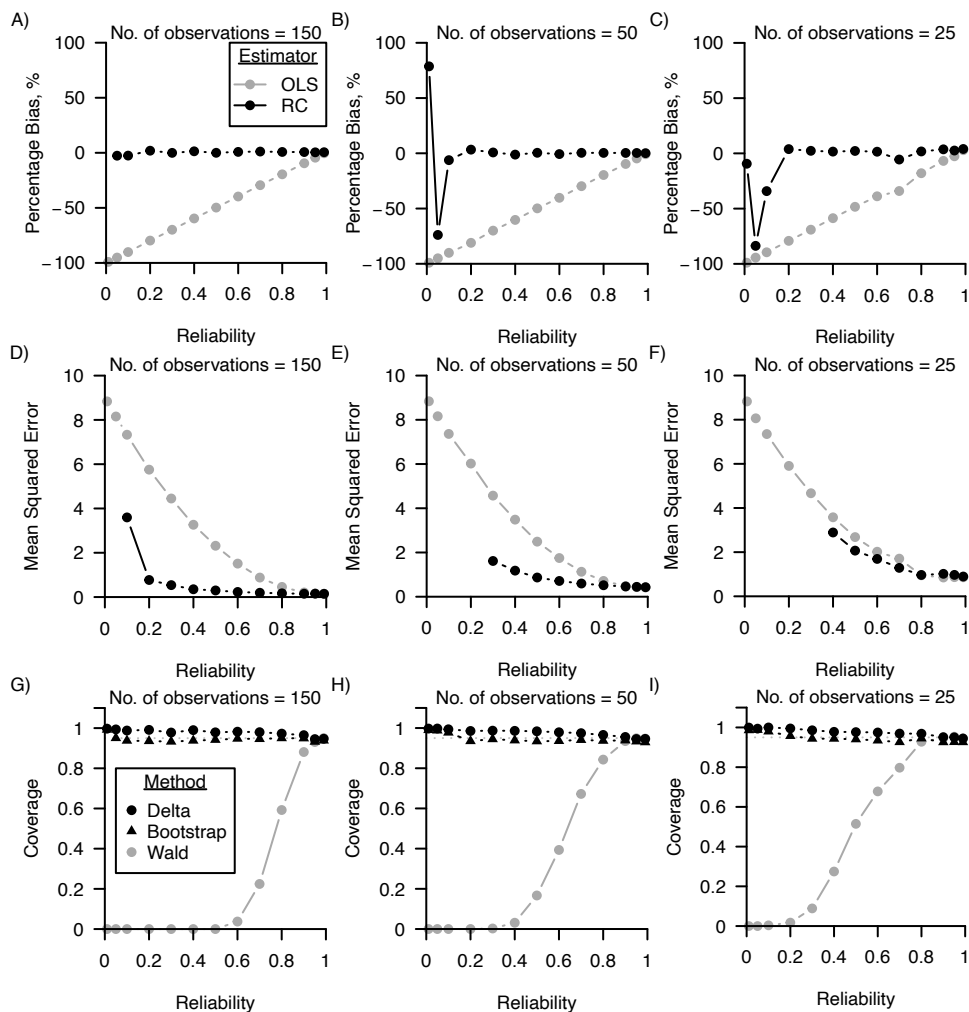 A)
No. of observations = 150
Percentage Bias, %
100
50
0
−50
−100
Estimator
OLS
RC
0 0.2 0.4 0.6 0.8 1
Reliability
B)
No. of observations = 50
Percentage Bias, %
100
50
0
−50
−100
0 0.2 0.4 0.6 0.8 1
Reliability
C)
No. of observations = 25
Percentage Bias, %
100
50
0
−50
−100
0 0.2 0.4 0.6 0.8 1
Reliability
D)
No. of observations = 150
Mean Squared Error
10
8
6
4
2
0
0 0.2 0.4 0.6 0.8 1
Reliability
E)
No. of observations = 50
Mean Squared Error
10
8
6
4
2
0
0 0.2 0.4 0.6 0.8 1
Reliability
F)
No. of observations = 25
Mean Squared Error
10
8
6
4
2
0
0 0.2 0.4 0.6 0.8 1
Reliability
G)
No. of observations = 150
Coverage
1
0.8
0.6
0.4
0.2
0
Method
Delta
Bootstrap
Wald
0 0.2 0.4 0.6 0.8 1
Reliability
H)
No. of observations = 50
Coverage
1
0.8
0.6
0.4
0.2
0
0 0.2 0.4 0.6 0.8 1
Reliability
I)
No. of observations = 25
Coverage
1
0.8
0.6
0.4
0.2
0
0 0.2 0.4 0.6 0.8 1
Reliability